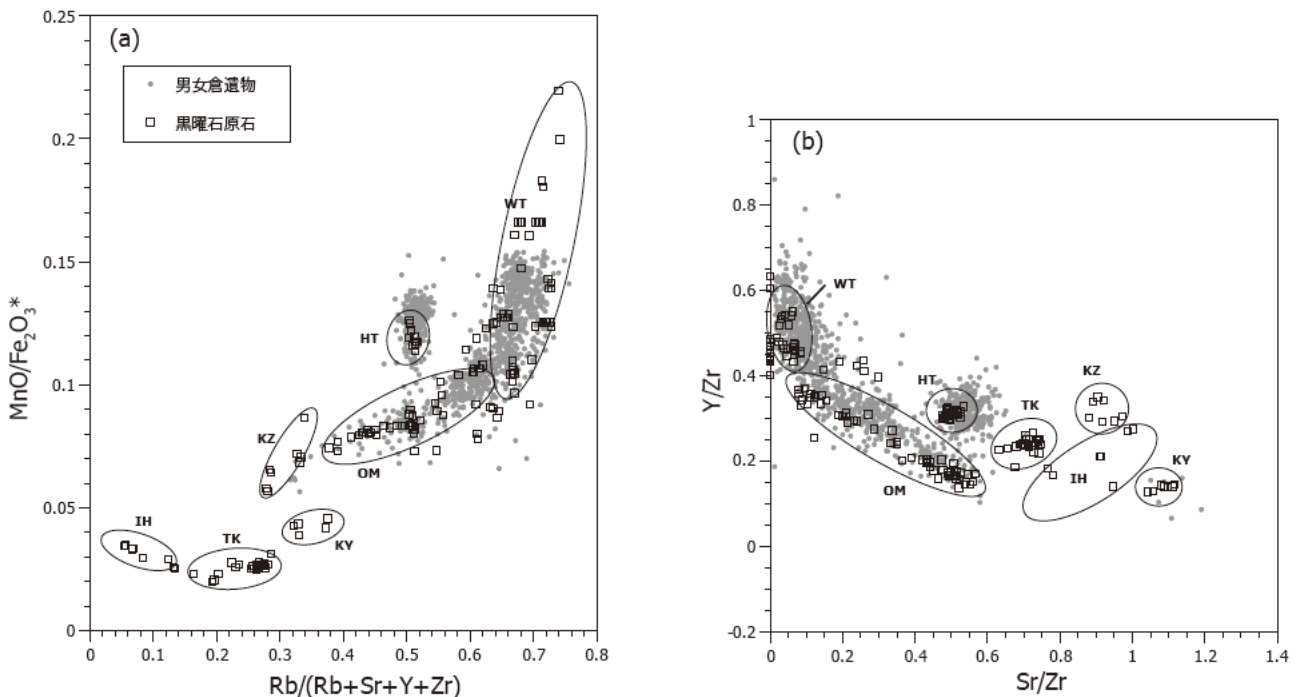 (a)
男女倉遺物
黒曜石原石
0.25
0.2
0.15
0.1
0.05
0
MnO/Fe2O3*
WT
HT
OM
KZ
KY
IH
TK
0 0.1 0.2 0.3 0.4 0.5 0.6 0.7 0.8
Rb/(Rb+Sr+Y+Zr)
(b)
1
0.8
0.6
0.4
0.2
0
-0.2
Y/Zr
WT
HT
KZ
TK
OM
IH
KY
0 0.2 0.4 0.6 0.8 1 1.2 1.4
Sr/Zr